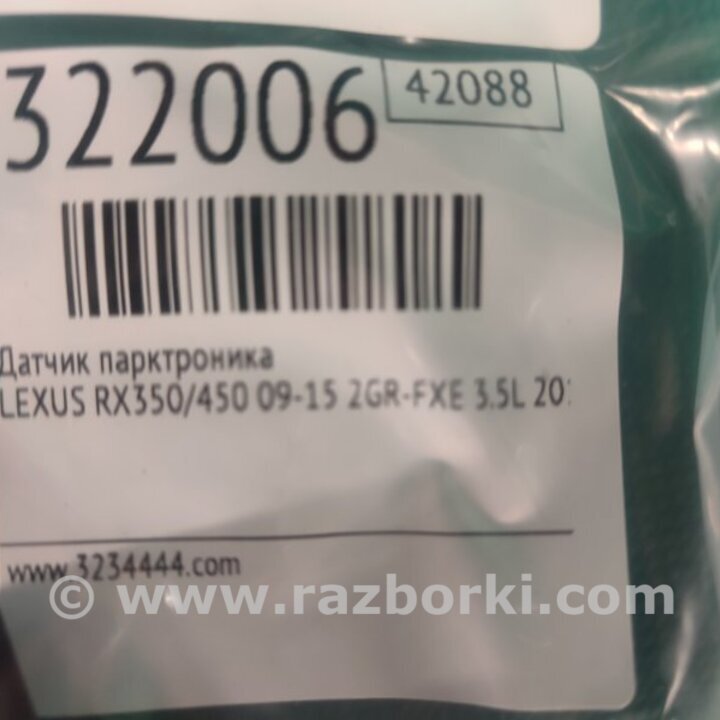 322006
42088
Датчик парктроника
LEXUS RX350/450 09-15 2GR-FXE 3.5L
www.3234444.com
© www.razborki.com